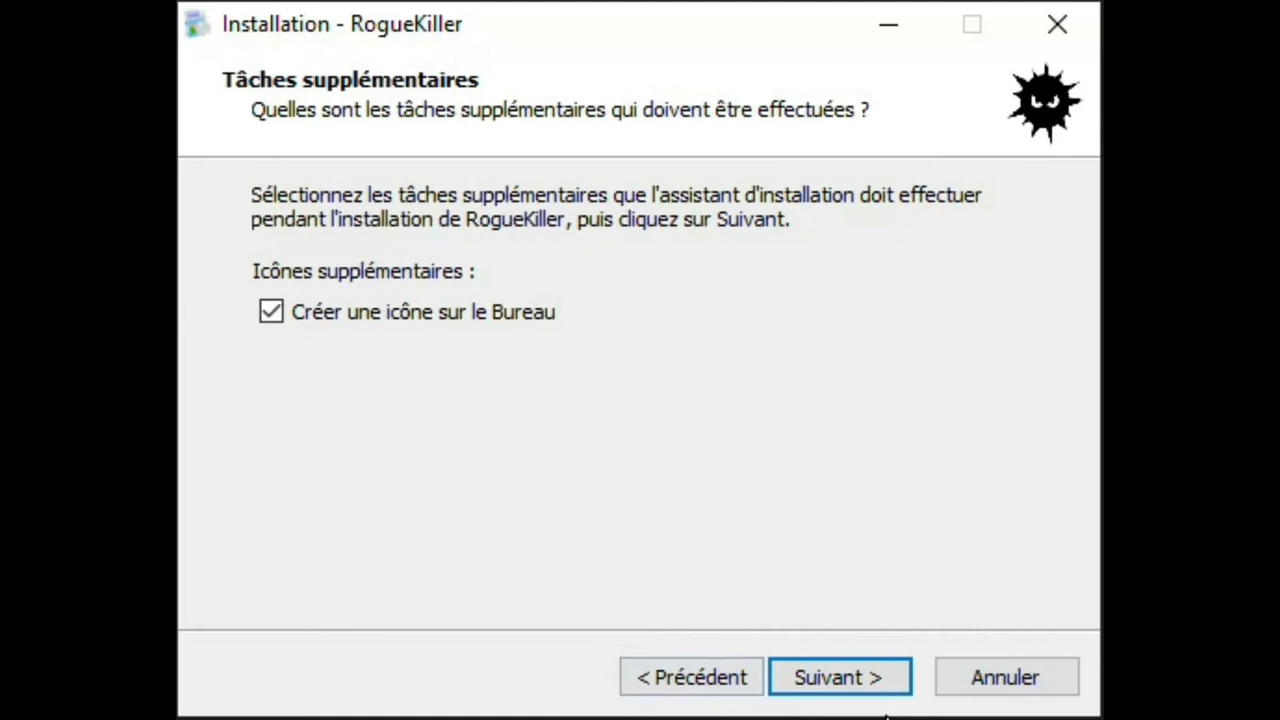 Installation - RogueKiller
Tâches supplémentaires
Quelles sont les tâches supplémentaires qui doivent être effectuées ?
Sélectionnez les tâches supplémentaires que l'assistant d'installation doit effectuer
pendant l'installation de RogueKiller, puis cliquez sur Suivant.
Icônes supplémentaires :
Créer une icône sur le Bureau
< Précédent
Suivant >
Annuler